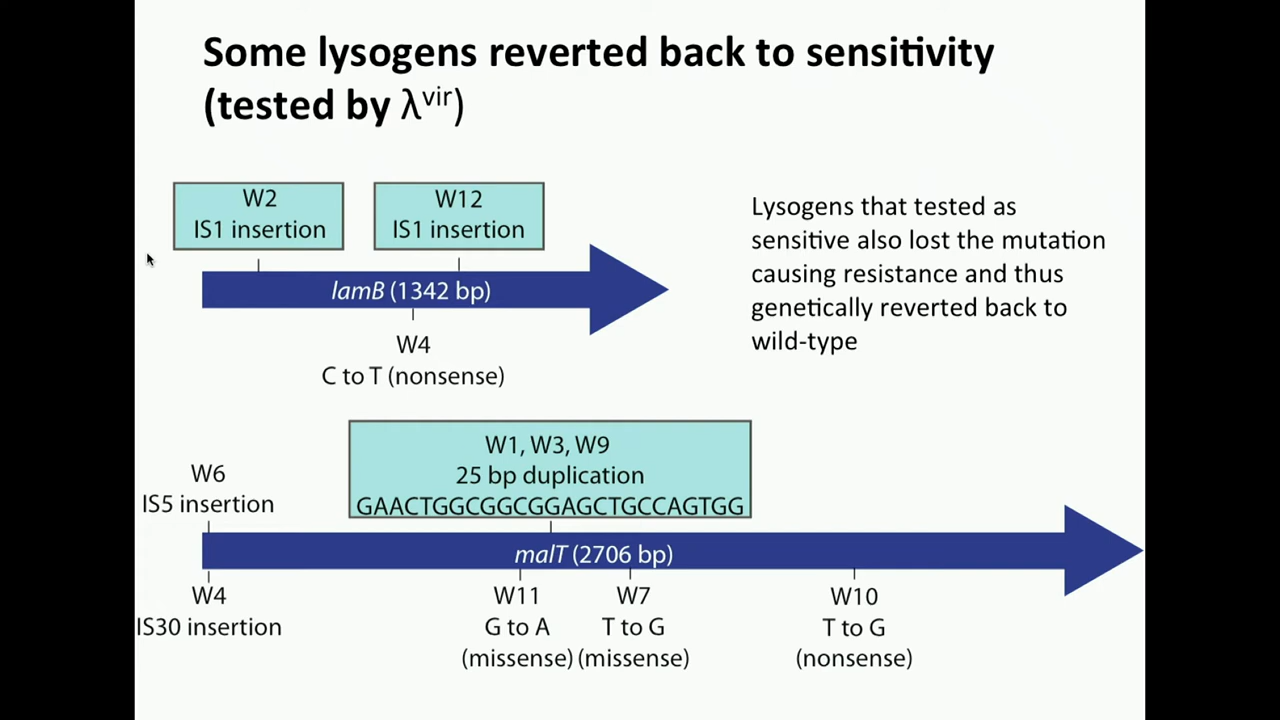 Some lysogens reverted back to sensitivity
(tested by λvir)
W2
IS1 insertion
W12
IS1 insertion
lamB (1342 bp)
W4
C to T (nonsense)
Lysogens that tested as
sensitive also lost the mutation
causing resistance and thus
genetically reverted back to
wild-type
W1, W3, W9
25 bp duplication
GAACTGGCGGCGGAGCTGCCAGTGG
W6
IS5 insertion
malT (2706 bp)
W4
IS30 insertion
W11
G to A
(missense)
W7
T to G
(missense)
W10
T to G
(nonsense)